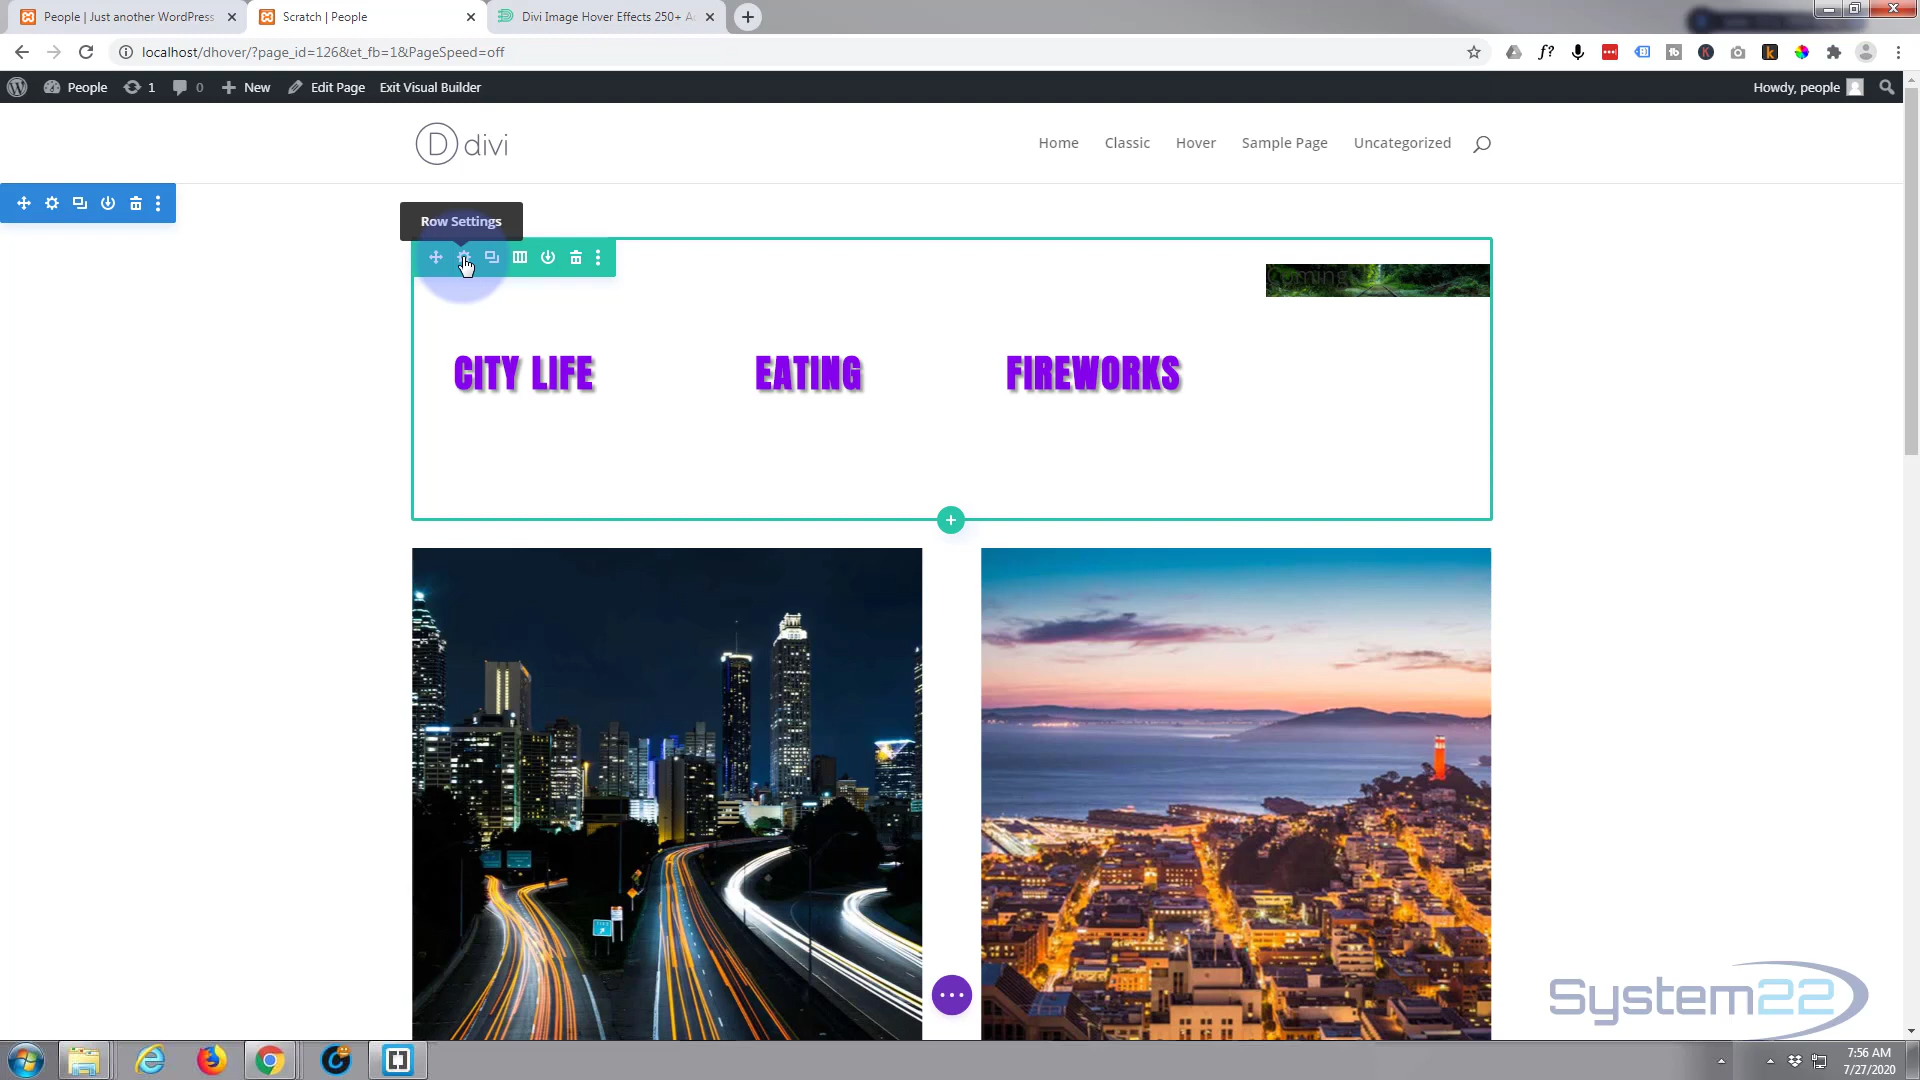 People | Just another WordPress
Scratch | People
Divi Image Hover Effects 250+ A
localhost/dhover/?page_id=126&et_fb=1&PageSpeed=off
f?
People
1
0
New
Edit Page
Exit Visual Builder
Howdy, people
D divi
Home
Classic
Hover
Sample Page
Uncategorized
Row Settings
Coming
CITY LIFE
EATING
FIREWORKS
System22
7:56 AM
7/27/2020